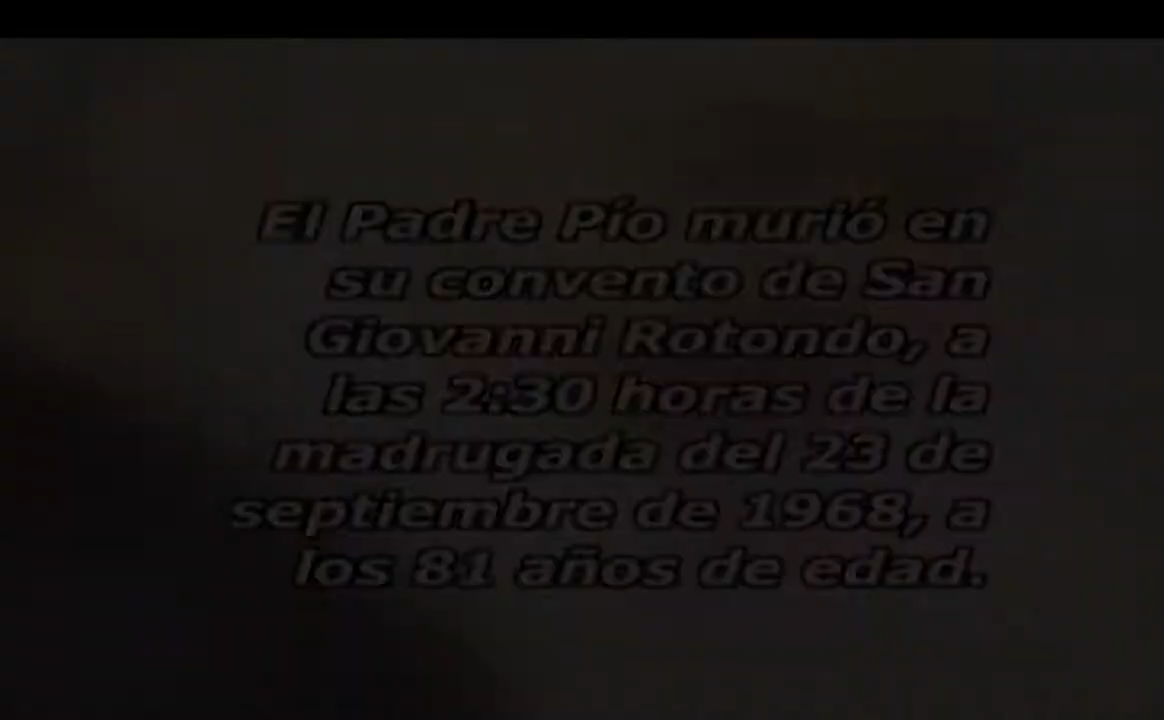 El Padre Pío murió en
su convento de San
Giovanni Rotondo, a
las 2:30 horas de la
madrugada del 23 de
septiembre de 1968, a
los 81 años de edad.